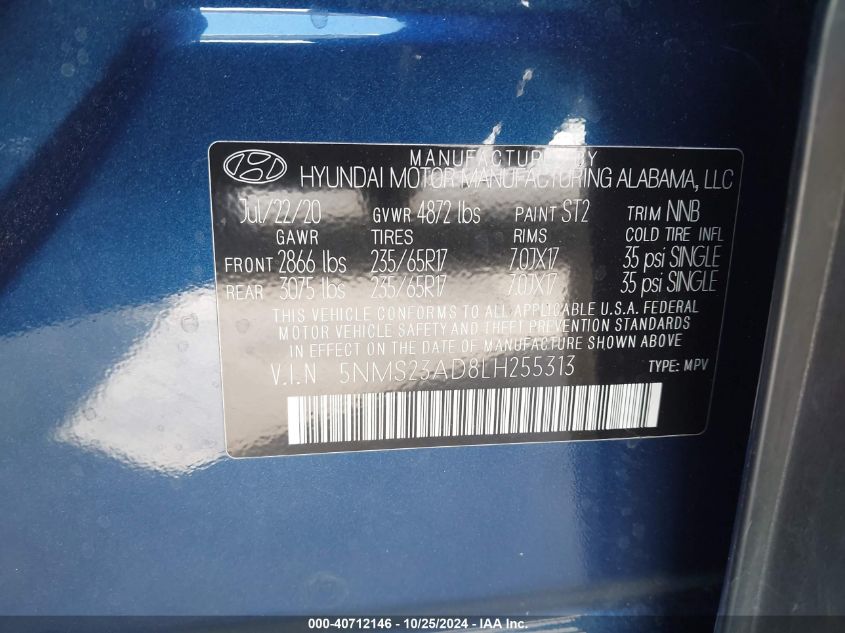 MANUFACTURED BY
HYUNDAI MOTOR MANUFACTURING ALABAMA, LLC
Jul/22/20 GVWR 4872 lbs PAINT ST2 TRIM NNB
GAWR TIRES RIMS COLD TIRE INFL
FRONT 2866 lbs 235/65R17 7.0JX17 35 psi SINGLE
REAR 3075 lbs 235/65R17 7.0JX17 35 psi SINGLE
THIS VEHICLE CONFORMS TO ALL APPLICABLE U.S.A. FEDERAL
MOTOR VEHICLE SAFETY AND THEFT PREVENTION STANDARDS
IN EFFECT ON THE DATE OF MANUFACTURE SHOWN ABOVE
V.I.N 5NMS23AD8LH255313 TYPE: MPV
000-40712146 - 10/25/2024 - IAA Inc.